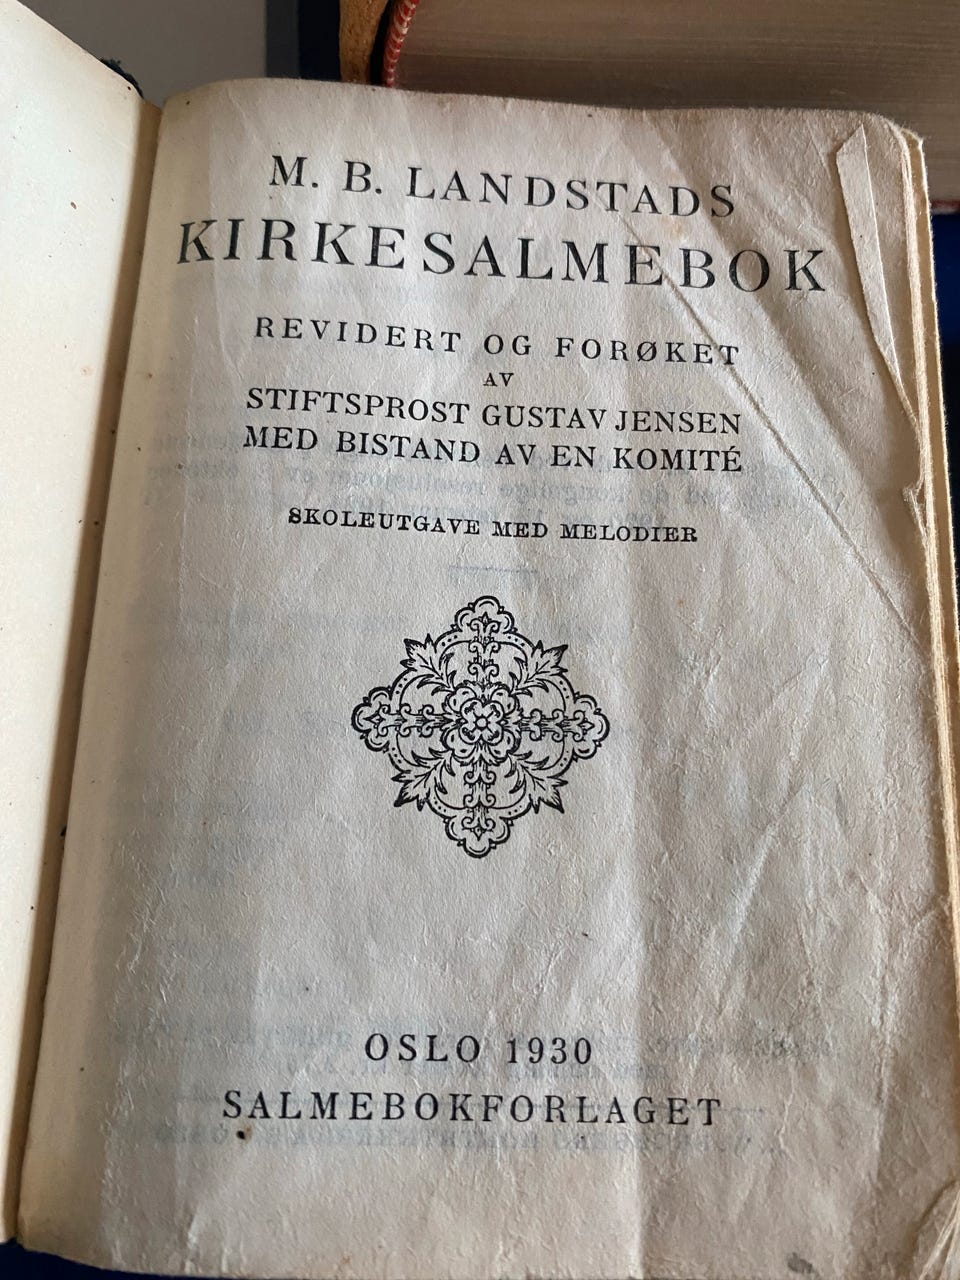 M. B. LANDSTADS
KIRKESALMEBOK
REVIDERT OG FORØKET
AV
STIFTSPROST GUSTAV JENSEN
MED BISTAND AV EN KOMITÉ
SKOLEUTGAVE MED MELODIER
OSLO 1930
SALMEBOKFORLAGET